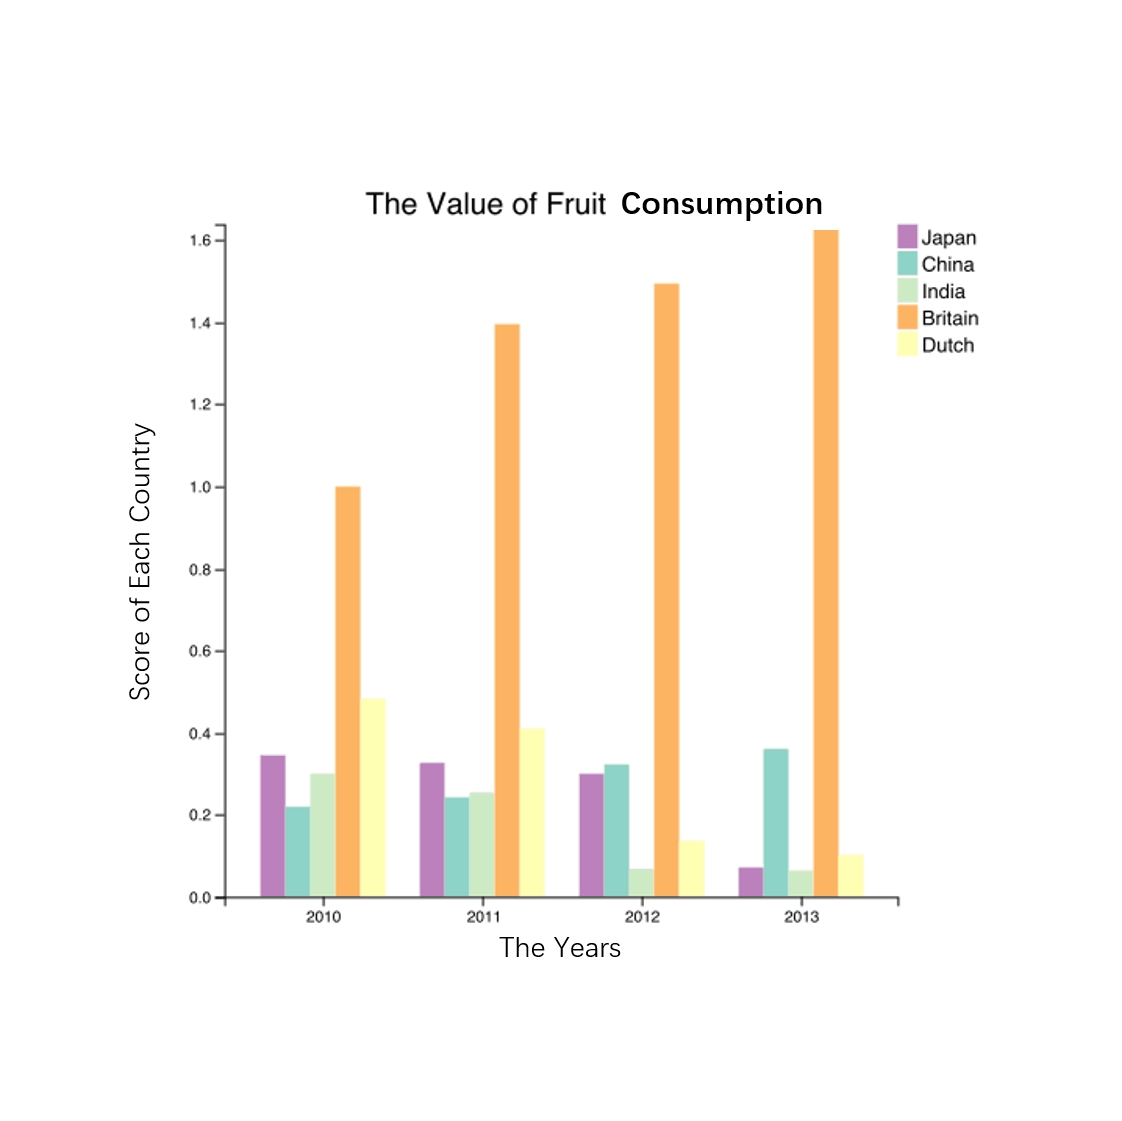 The Value of Fruit Consumption
Japan
China
India
Britain
Dutch
Score of Each Country
1.6
1.4
1.2
1.0
0.8
0.6
0.4
0.2
0.0
2010 2011 2012 2013
The Years